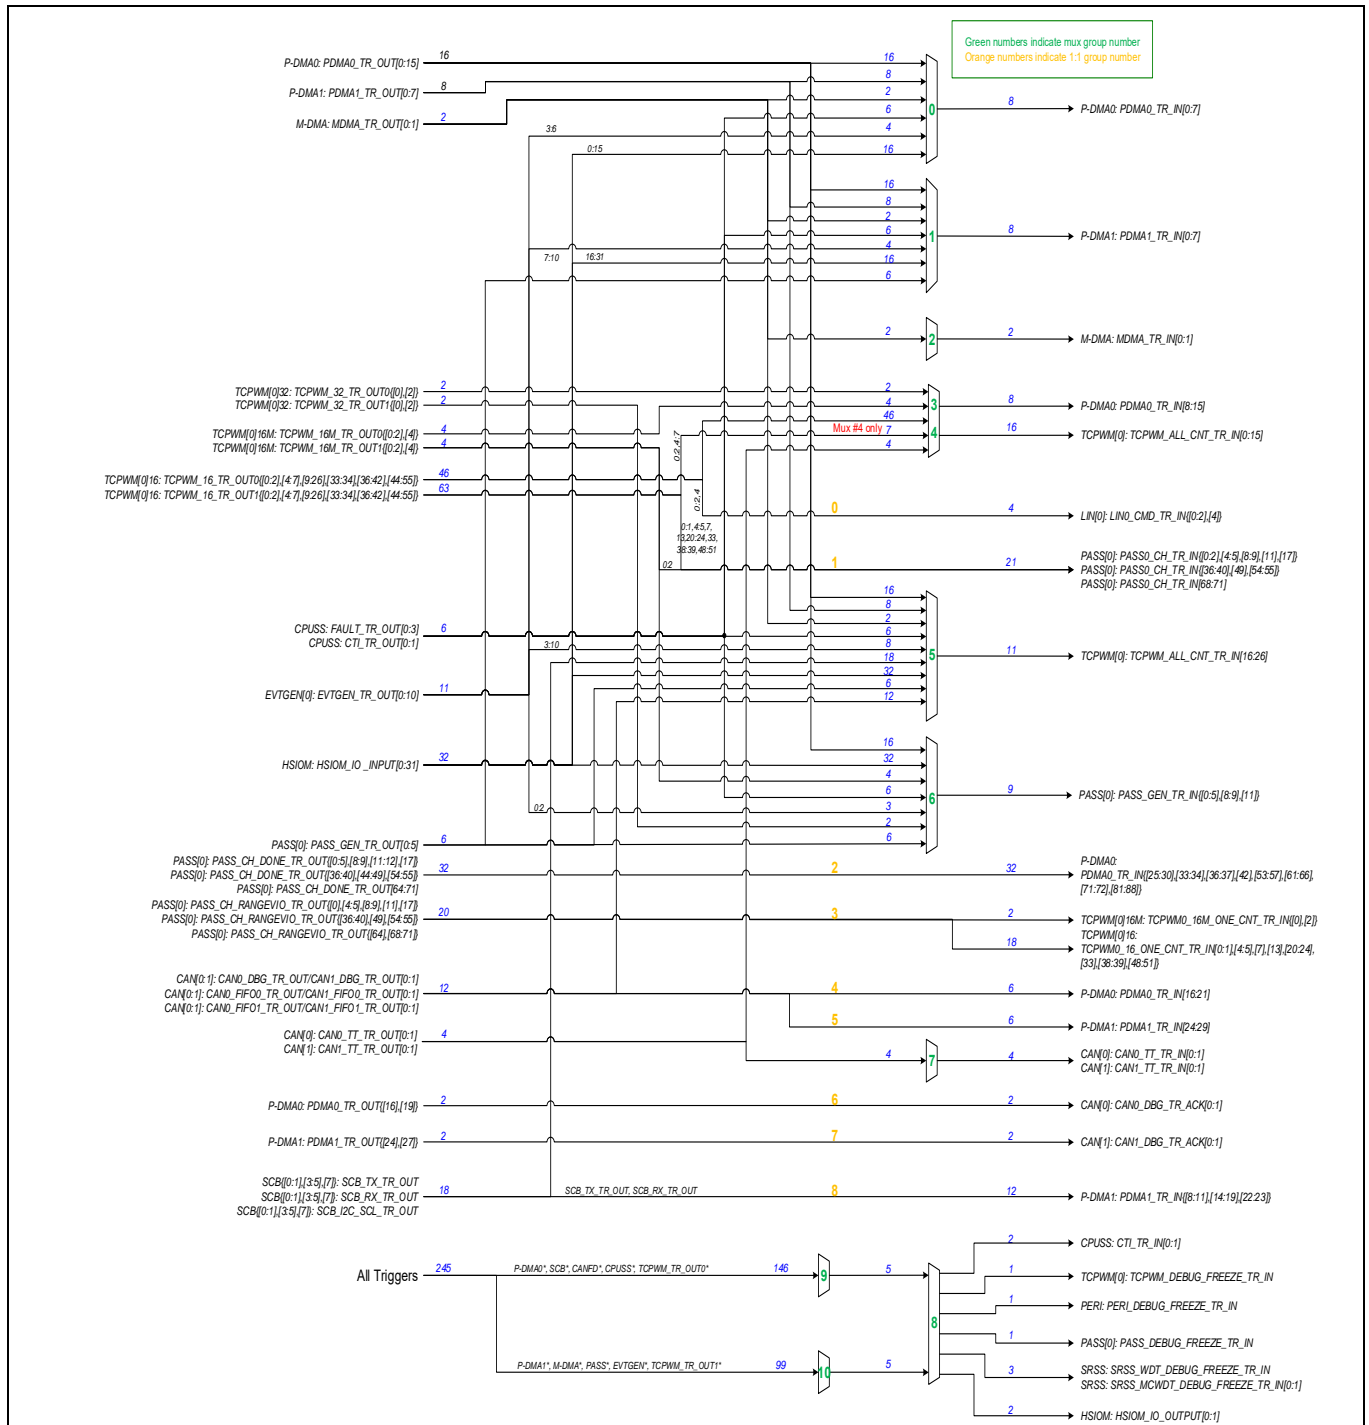 Green numbers indicate mux group number
Orange numbers indicate 1:1 group number
P-DMA0: PDMA0_TR_OUT[0:15]
16
16
P-DMA1: PDMA1_TR_OUT[0:7]
8
8
M-DMA: MDMA_TR_OUT[0:1]
2
2
6
3:6
4
0:15
16
0
8
P-DMA0: PDMA0_TR_IN[0:7]
16
8
2
6
4
7:10
16:31
16
6
1
8
P-DMA1: PDMA1_TR_IN[0:7]
2
2
2
M-DMA: MDMA_TR_IN[0:1]
TCPWM[0]32: TCPWM_32_TR_OUT0{[0],[2]}
2
2
TCPWM[0]32: TCPWM_32_TR_OUT1{[0],[2]}
2
4
3
8
P-DMA0: PDMA0_TR_IN[8:15]
46
TCPWM[0]16M: TCPWM_16M_TR_OUT0{[0:2],[4]}
4
Mux #4 only
7
4
16
TCPWM[0]: TCPWM_ALL_CNT_TR_IN[0:15]
TCPWM[0]16M: TCPWM_16M_TR_OUT1{[0:2],[4]}
4
4
0:2,4:7
TCPWM[0]16: TCPWM_16_TR_OUT0{[0:2],[4:7],[9:26],[33:34],[36:42],[44:55]}
46
TCPWM[0]16: TCPWM_16_TR_OUT1{[0:2],[4:7],[9:26],[33:34],[36:42],[44:55]}
63
0:2,4
0
4
LIN[0]: LIN0_CMD_TR_IN{[0:2],[4]}
0:1,4:5,7,
13,20:24,33,
38:39,48:51
0:2
1
21
PASS[0]: PASS0_CH_TR_IN{[0:2],[4:5],[8:9],[11],[17]}
PASS[0]: PASS0_CH_TR_IN{[36:40],[49],[54:55]}
PASS[0]: PASS0_CH_TR_IN[68:71]
16
8
2
CPUSS: FAULT_TR_OUT[0:3]
6
6
CPUSS: CTI_TR_OUT[0:1]
3:10
8
18
5
11
TCPWM[0]: TCPWM_ALL_CNT_TR_IN[16:26]
32
6
EVTGEN[0]: EVTGEN_TR_OUT[0:10]
11
12
16
HSIOM: HSIOM_IO _INPUT[0:31]
32
32
4
6
6
9
PASS[0]: PASS_GEN_TR_IN{[0:5],[8:9],[11]}
0:2
3
2
PASS[0]: PASS_GEN_TR_OUT[0:5]
6
6
PASS[0]: PASS_CH_DONE_TR_OUT{[0:5],[8:9],[11:12],[17]}
PASS[0]: PASS_CH_DONE_TR_OUT{[36:40],[44:49],[54:55]}
PASS[0]: PASS_CH_DONE_TR_OUT[64:71]
32
2
32
P-DMA0:
PDMA0_TR_IN{[25:30],[33:34],[36:37],[42],[53:57],[61:66],
[71:72],[81:88]}
PASS[0]: PASS_CH_RANGEVIO_TR_OUT{[0],[4:5],[8:9],[11],[17]}
PASS[0]: PASS_CH_RANGEVIO_TR_OUT{[36:40],[49],[54:55]}
PASS[0]: PASS_CH_RANGEVIO_TR_OUT{[64],[68:71]}
20
3
2
TCPWM[0]16M: TCPWM0_16M_ONE_CNT_TR_IN{[0],[2]}
18
TCPWM[0]16:
TCPWM0_16_ONE_CNT_TR_IN{[0:1],[4:5],[7],[13],[20:24],
[33],[38:39],[48:51]}
CAN[0:1]: CAN0_DBG_TR_OUT/CAN1_DBG_TR_OUT[0:1]
CAN[0:1]: CAN0_FIFO0_TR_OUT/CAN1_FIFO0_TR_OUT[0:1]
CAN[0:1]: CAN0_FIFO1_TR_OUT/CAN1_FIFO1_TR_OUT[0:1]
12
4
6
P-DMA0: PDMA0_TR_IN[16:21]
5
6
P-DMA1: PDMA1_TR_IN[24:29]
CAN[0]: CAN0_TT_TR_OUT[0:1]
CAN[1]: CAN1_TT_TR_OUT[0:1]
4
4
7
4
CAN[0]: CAN0_TT_TR_IN[0:1]
CAN[1]: CAN1_TT_TR_IN[0:1]
P-DMA0: PDMA0_TR_OUT{[16],[19]}
2
6
2
CAN[0]: CAN0_DBG_TR_ACK[0:1]
P-DMA1: PDMA1_TR_OUT{[24],[27]}
2
7
2
CAN[1]: CAN1_DBG_TR_ACK[0:1]
SCB{[0:1],[3:5],[7]}: SCB_TX_TR_OUT
SCB{[0:1],[3:5],[7]}: SCB_RX_TR_OUT
SCB{[0:1],[3:5],[7]}: SCB_I2C_SCL_TR_OUT
18
SCB_TX_TR_OUT, SCB_RX_TR_OUT
8
12
P-DMA1: PDMA1_TR_IN{[8:11],[14:19],[22:23]}
All Triggers
245
P-DMA0*, SCB*, CANFD*, CPUSS*, TCPWM_TR_OUT0*
146
9
5
P-DMA1*, M-DMA*, PASS*, EVTGEN*, TCPWM_TR_OUT1*
99
10
5
8
2
CPUSS: CTI_TR_IN[0:1]
1
TCPWM[0]: TCPWM_DEBUG_FREEZE_TR_IN
1
PERI: PERI_DEBUG_FREEZE_TR_IN
1
PASS[0]: PASS_DEBUG_FREEZE_TR_IN
3
SRSS: SRSS_WDT_DEBUG_FREEZE_TR_IN
SRSS: SRSS_MCWDT_DEBUG_FREEZE_TR_IN[0:1]
2
HSIOM: HSIOM_IO_OUTPUT[0:1]